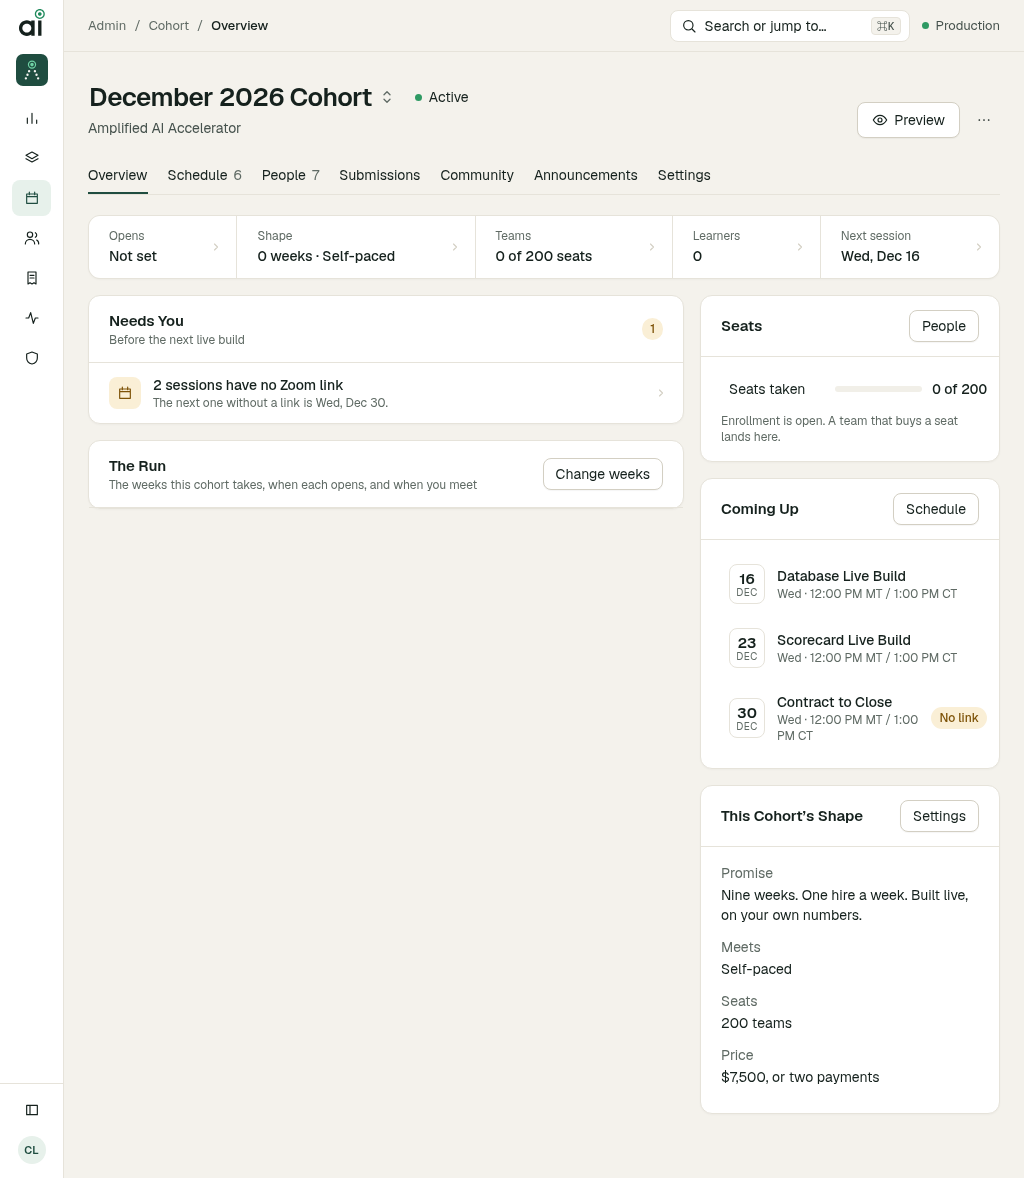 ai
Admin / Cohort / Overview
Search or jump to…
⌘K
Production
December 2026 Cohort
Active
Amplified AI Accelerator
Preview
Overview
Schedule 6
People 7
Submissions
Community
Announcements
Settings
Opens
Not set
Shape
0 weeks · Self-paced
Teams
0 of 200 seats
Learners
0
Next session
Wed, Dec 16
Needs You
Before the next live build
1
2 sessions have no Zoom link
The next one without a link is Wed, Dec 30.
The Run
The weeks this cohort takes, when each opens, and when you meet
Change weeks
Seats
People
Seats taken
0 of 200
Enrollment is open. A team that buys a seat
lands here.
Coming Up
Schedule
16
DEC
Database Live Build
Wed · 12:00 PM MT / 1:00 PM CT
23
DEC
Scorecard Live Build
Wed · 12:00 PM MT / 1:00 PM CT
30
DEC
Contract to Close
Wed · 12:00 PM MT / 1:00
PM CT
No link
This Cohort’s Shape
Settings
Promise
Nine weeks. One hire a week. Built live,
on your own numbers.
Meets
Self-paced
Seats
200 teams
Price
$7,500, or two payments
CL